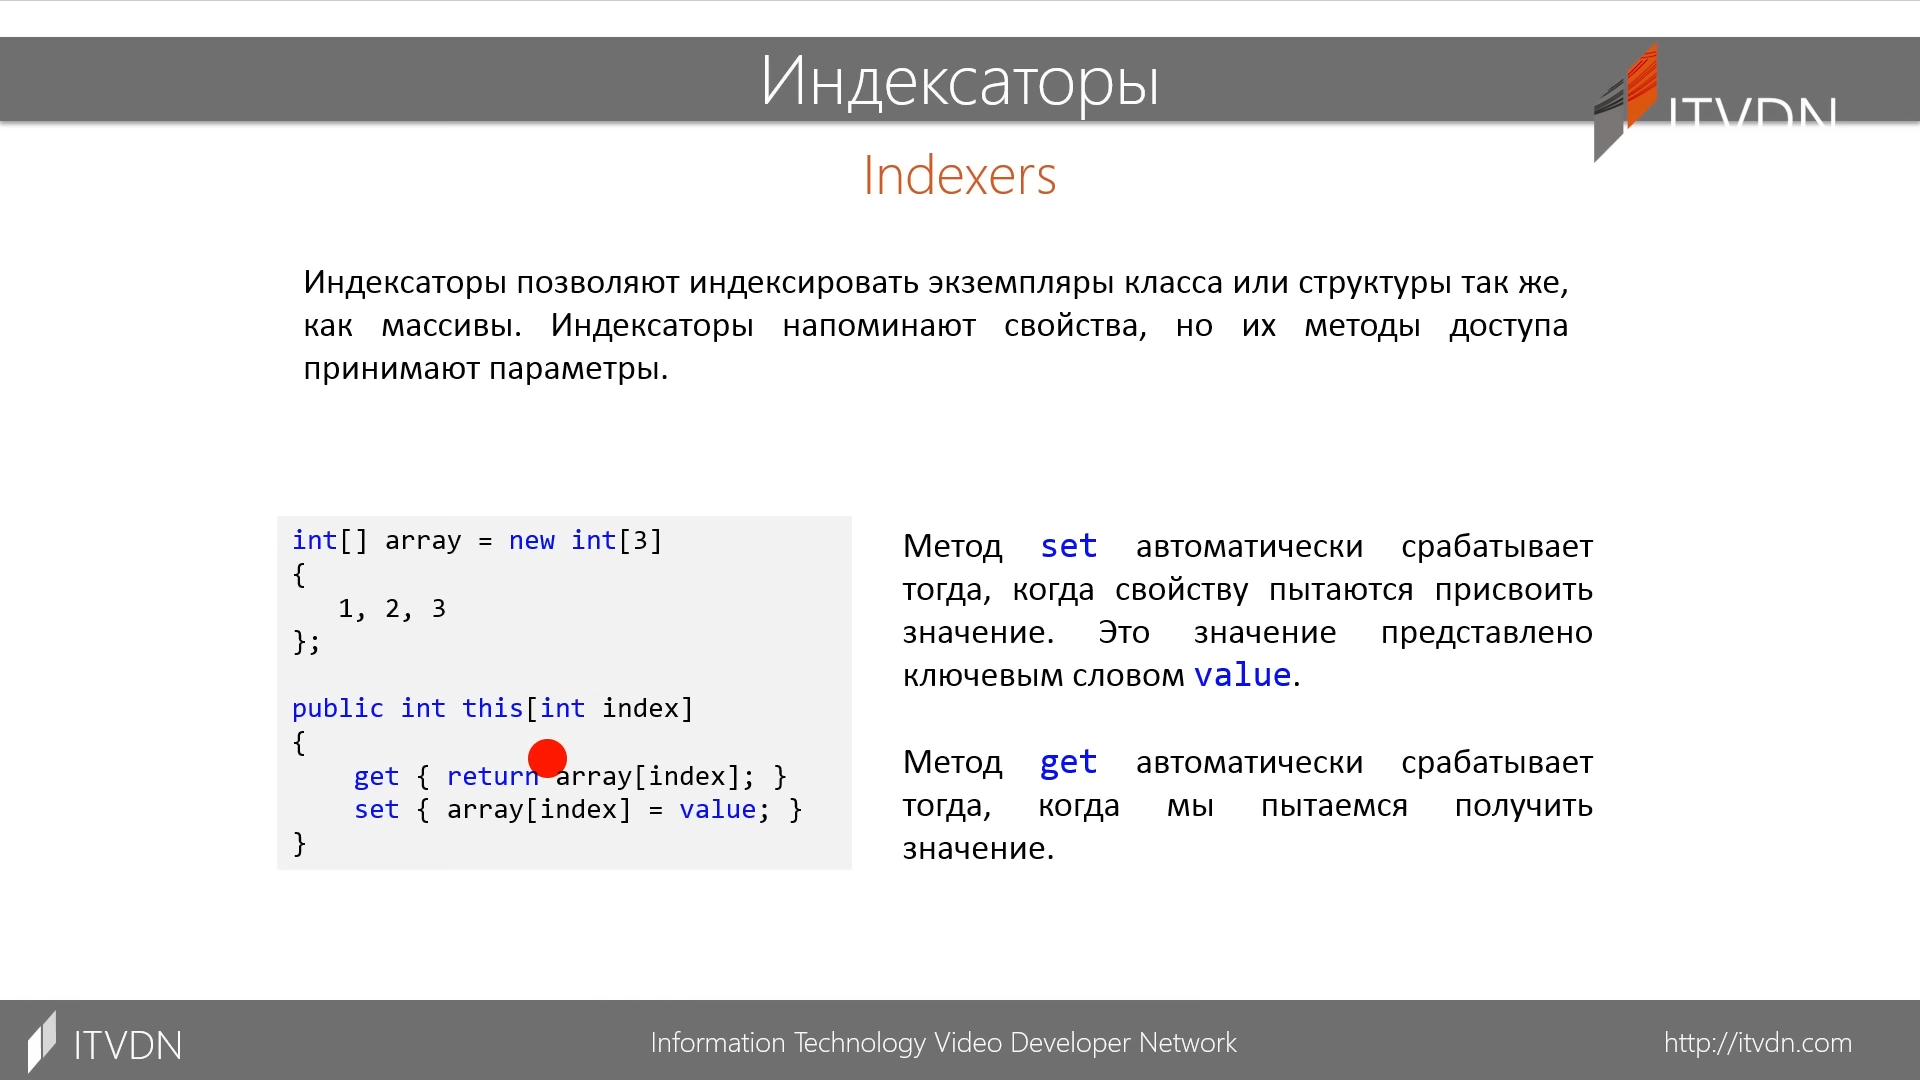 Индексаторы
ITVDN
Indexers
Индексаторы позволяют индексировать экземпляры класса или структуры так же,
как массивы. Индексаторы напоминают свойства, но их методы доступа
принимают параметры.
int[] array = new int[3]
{
1, 2, 3
};
public int this[int index]
{
get { return array[index]; }
set { array[index] = value; }
}
Метод set автоматически срабатывает
тогда, когда свойству пытаются присвоить
значение. Это значение представлено
ключевым словом value.
Метод get автоматически срабатывает
тогда, когда мы пытаемся получить
значение.
ITVDN
Information Technology Video Developer Network
http://itvdn.com